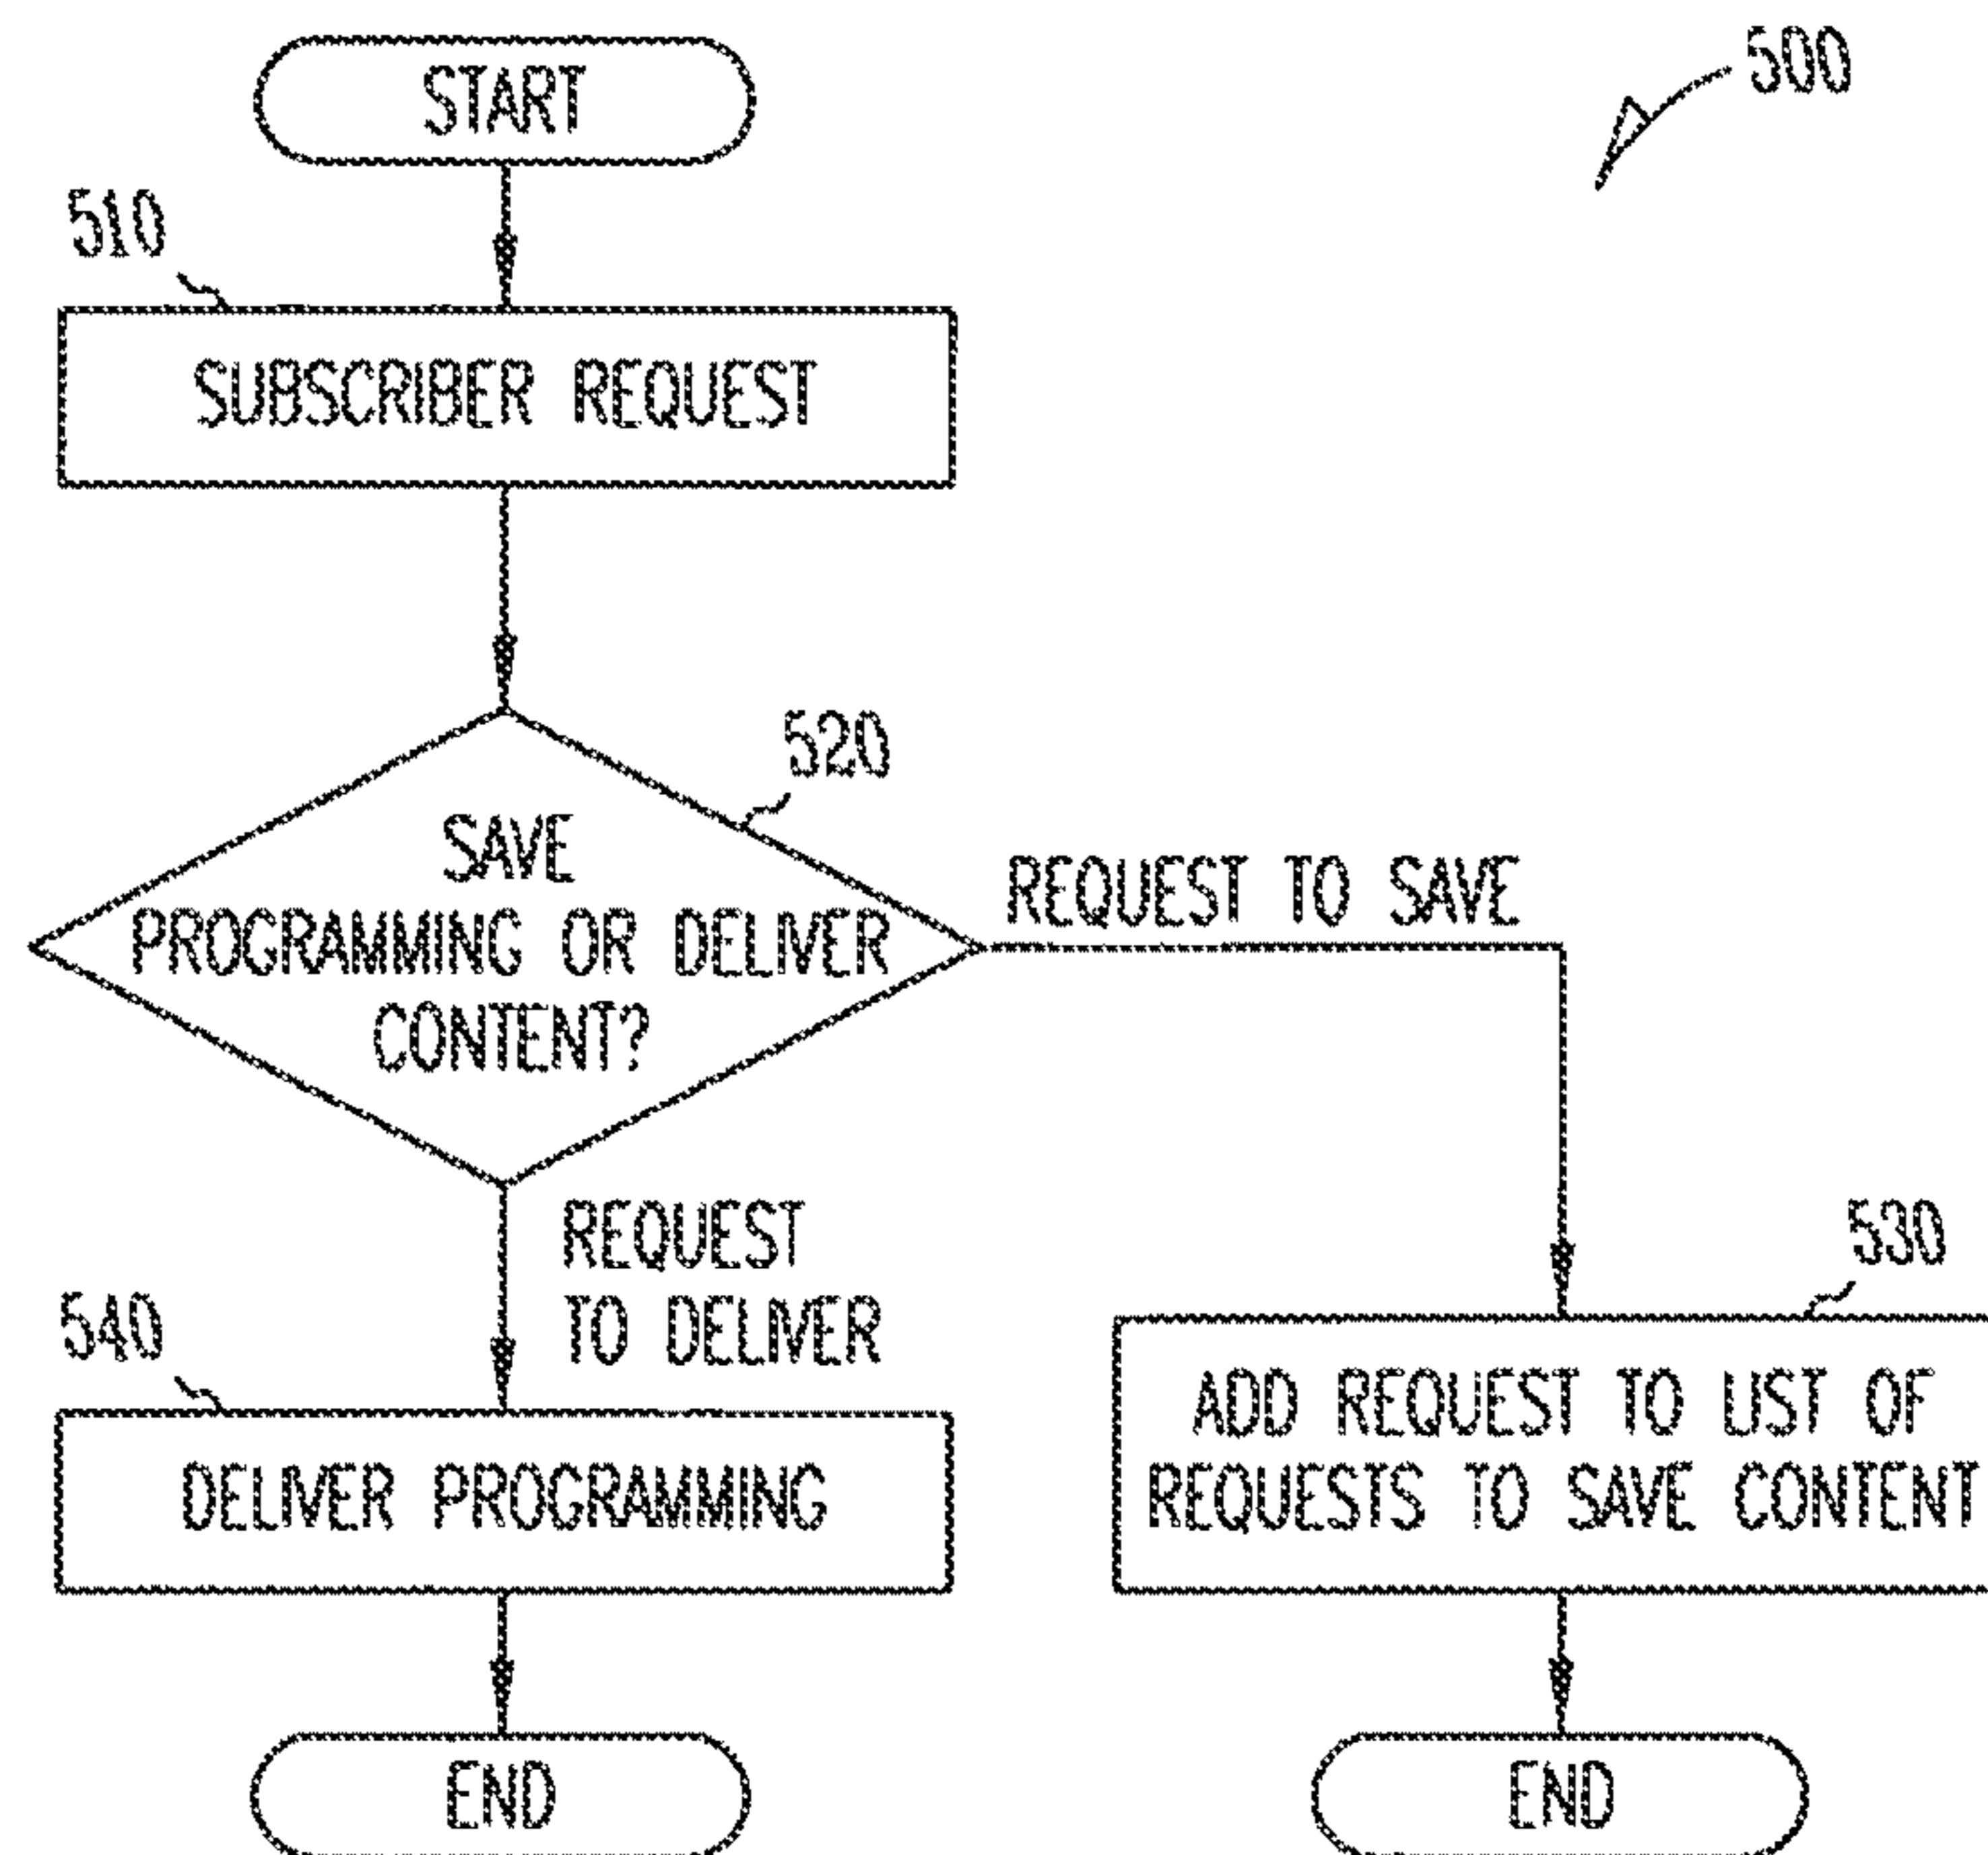 START
500
510
SUBSCRIBER REQUEST
520
SAVE
PROGRAMMING OR DELIVER
CONTENT?
REQUEST TO SAVE
REQUEST
TO DELIVER
530
540
ADD REQUEST TO LIST OF
REQUESTS TO SAVE CONTENT
DELIVER PROGRAMMING
END
END